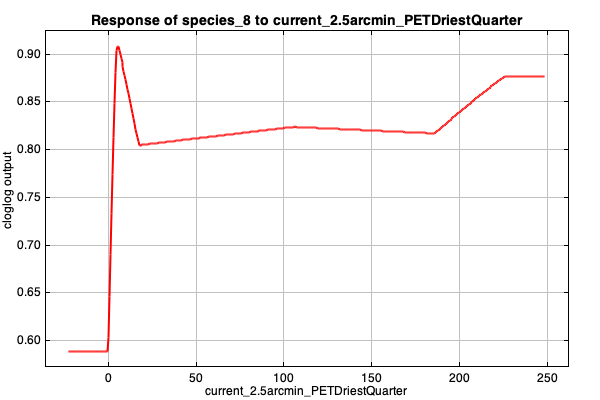 Response of species_8 to current_2.5arcmin_PETDriestQuarter
0.90
0.85
0.80
0.75
0.70
0.65
0.60
cloglog output
0 50 100 150 200 250
current_2.5arcmin_PETDriestQuarter